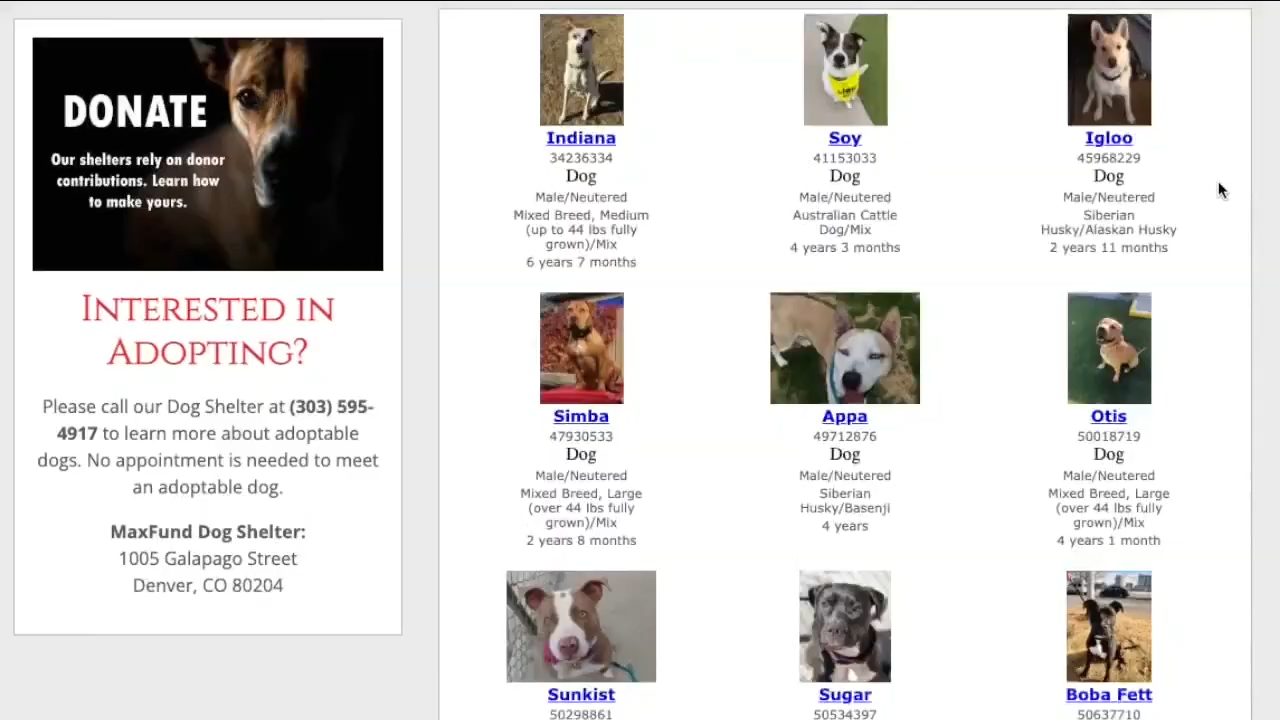 DONATE
Our shelters rely on donor
contributions. Learn how
to make yours.
INTERESTED IN
ADOPTING?
Please call our Dog Shelter at (303) 595-
4917 to learn more about adoptable
dogs. No appointment is needed to meet
an adoptable dog.
MaxFund Dog Shelter:
1005 Galapago Street
Denver, CO 80204
Indiana
34236334
Dog
Male/Neutered
Mixed Breed, Medium
(up to 44 lbs fully
grown)/Mix
6 years 7 months
Soy
41153033
Dog
Male/Neutered
Australian Cattle
Dog/Mix
4 years 3 months
Igloo
45968229
Dog
Male/Neutered
Siberian
Husky/Alaskan Husky
2 years 11 months
Simba
47930533
Dog
Male/Neutered
Mixed Breed, Large
(over 44 lbs fully
grown)/Mix
2 years 8 months
Appa
49712876
Dog
Male/Neutered
Siberian
Husky/Basenji
4 years
Otis
50018719
Dog
Male/Neutered
Mixed Breed, Large
(over 44 lbs fully
grown)/Mix
4 years 1 month
Sunkist
50298861
Sugar
50534397
Boba Fett
50637710